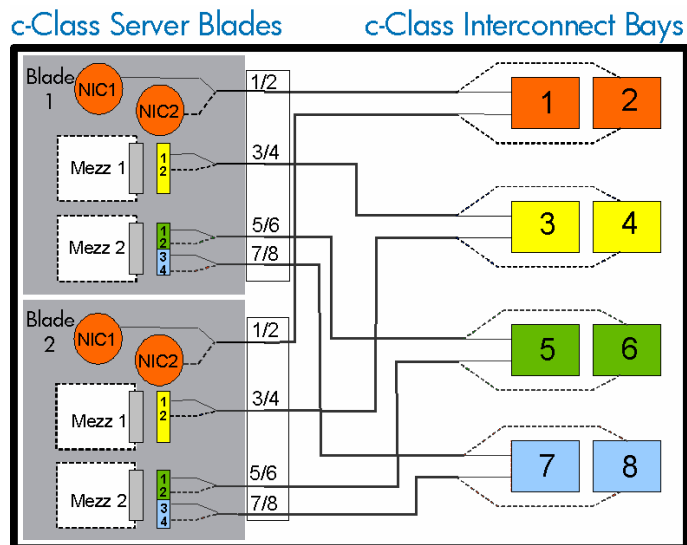 c-Class Server Blades
c-Class Interconnect Bays
Blade
1
NIC1
NIC2
1/2
Mezz 1
1
2
3/4
Mezz 2
1
2
3
4
5/6
7/8
Blade
2
NIC1
NIC2
1/2
Mezz 1
1
2
3/4
Mezz 2
1
2
3
4
5/6
7/8
1
2
3
4
5
6
7
8